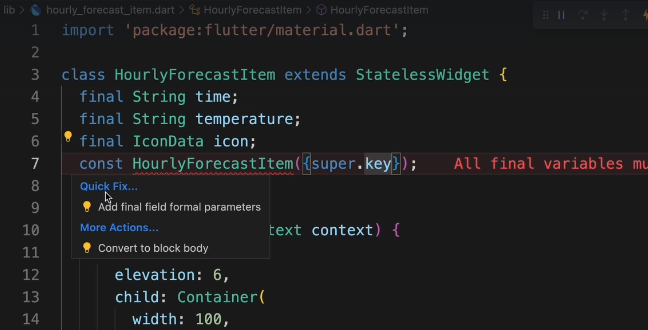 lib > hourly_forecast_item.dart > HourlyForecastItem > HourlyForecastItem
1 import 'package:flutter/material.dart';
2
3 class HourlyForecastItem extends StatelessWidget {
4 final String time;
5 final String temperature;
6 final IconData icon;
7 const HourlyForecastItem({super.key}); All final variables mu
8 Quick Fix...
9 Add final field formal parameters
More Actions...
10 text context) {
11 Convert to block body
12 elevation: 6,
13 child: Container(
14 width: 100,